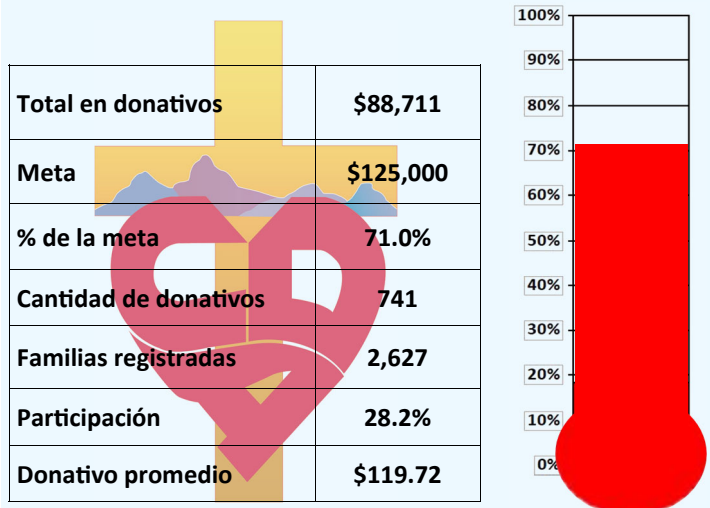 Total en donativos $88,711
Meta $125,000
% de la meta 71.0%
Cantidad de donativos 741
Familias registradas 2,627
Participación 28.2%
Donativo promedio $119.72
100%
90%
80%
70%
60%
50%
40%
30%
20%
10%
0%